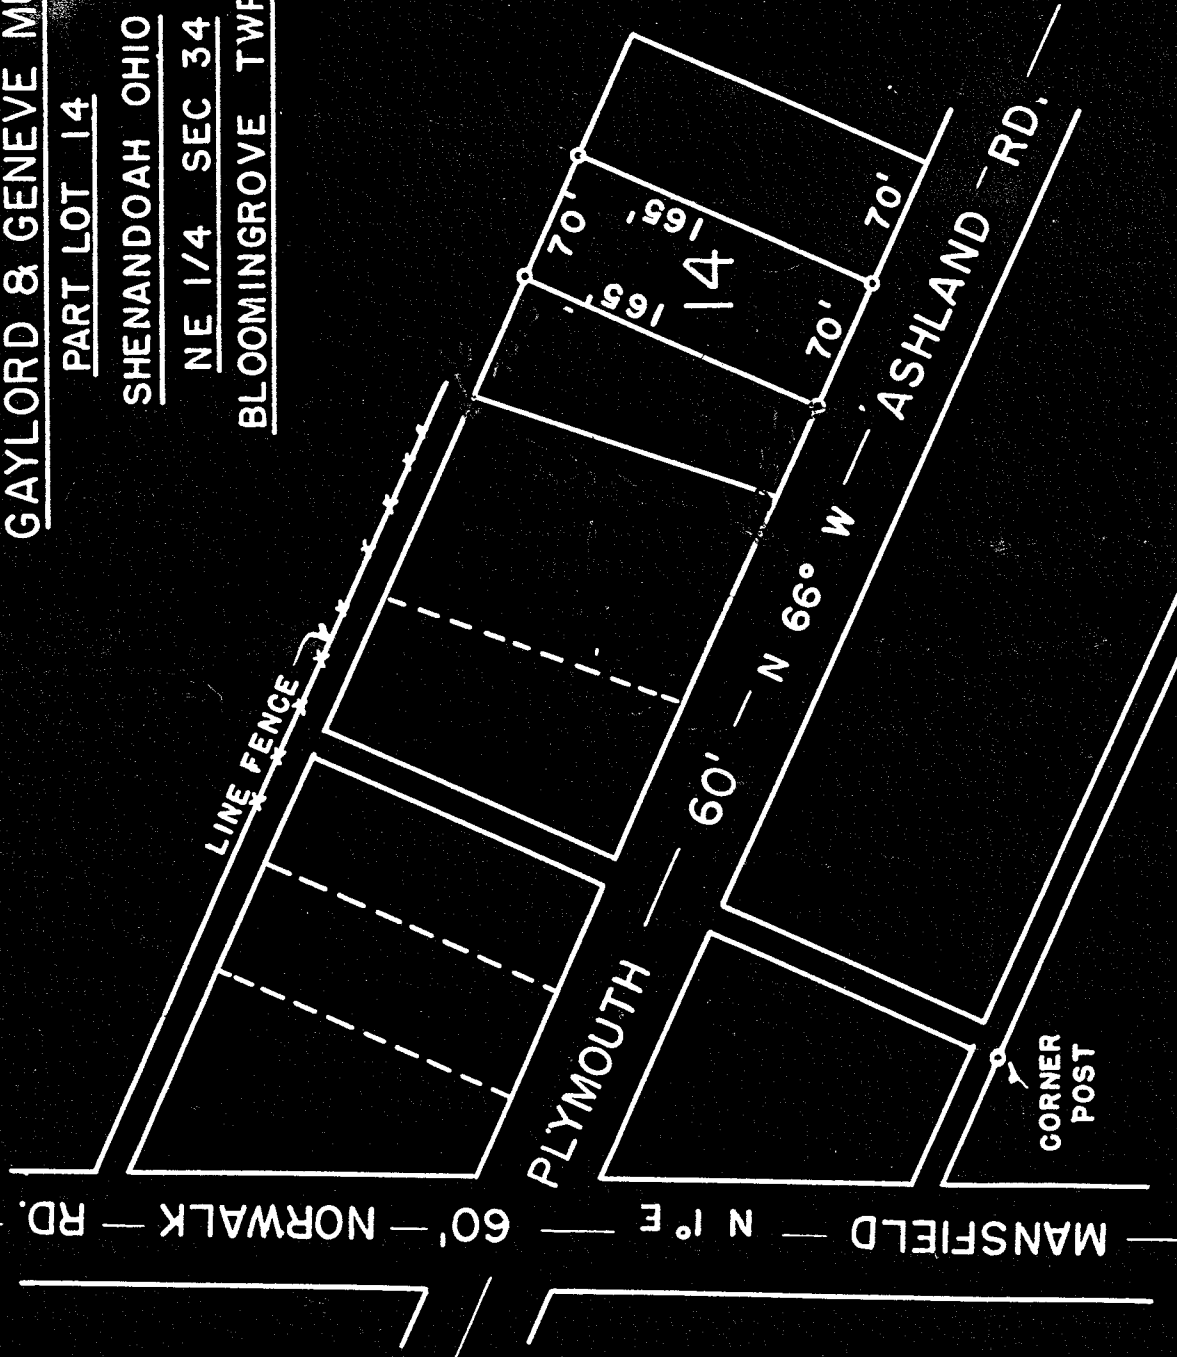 GAYLORD & GENEVE
PART LOT 14
SHENANDOAH OHIO
NE 1/4 SEC 34
BLOOMINGROVE TWP
LINE FENCE
70'
165'
165'
14
70'
70'
PLYMOUTH — 60' — N 66° W — ASHLAND — RD.
MANSFIELD — N 1° E — 60' — NORWALK — RD.
CORNER
POST